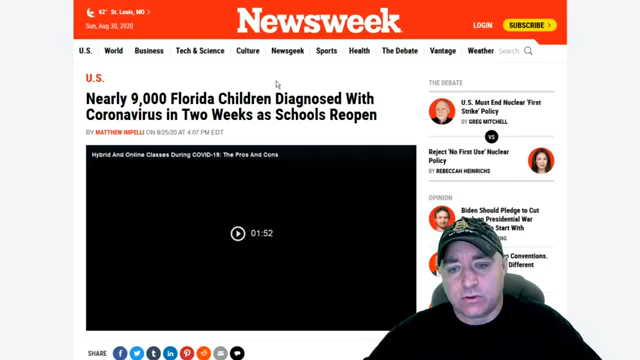 62° St. Louis, MO >
Sun, Aug 30, 2020
Newsweek
LOGIN
SUBSCRIBE >
U.S. World Business Tech & Science Culture Newsgeek Sports Health The Debate Vantage Weather Search
U.S.
Nearly 9,000 Florida Children Diagnosed With
Coronavirus in Two Weeks as Schools Reopen
BY MATTHEW IMPELLI ON 8/25/20 AT 4:07 PM EDT
Hybrid And Online Classes During COVID-19: The Pros And Cons
01:52
SHARE
THE DEBATE
U.S. Must End Nuclear 'First
Strike' Policy
BY GREG MITCHELL
VS
Reject 'No First Use' Nuclear
Policy
BY REBECCAH HEINRICHS
OPINION
Biden Should Pledge to Cut
Presidential War
Start With
Conventions.
Different